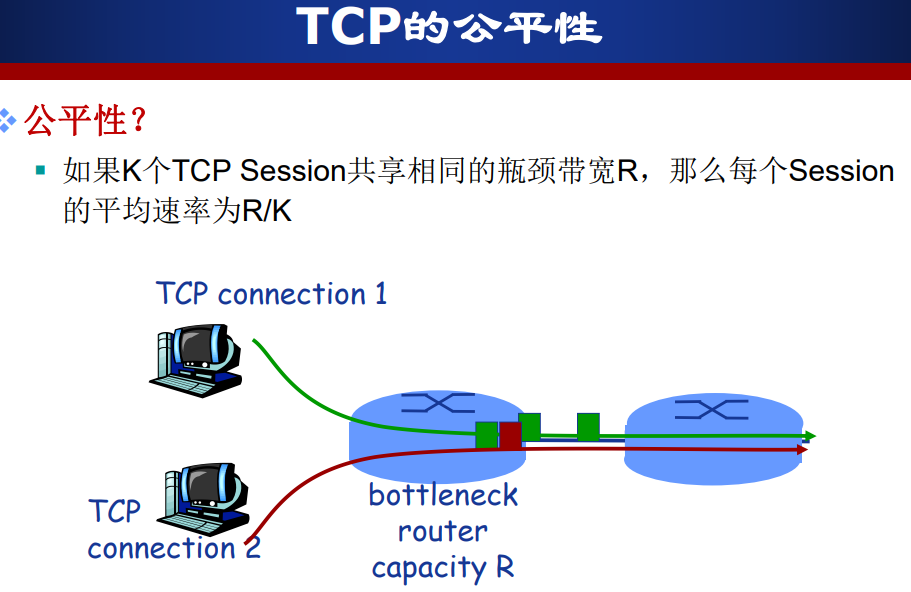 TCP的公平性
公平性?
如果K个TCP Session共享相同的瓶颈带宽R，那么每个Session
的平均速率为R/K
TCP connection 1
TCP
connection 2
bottleneck
router
capacity R